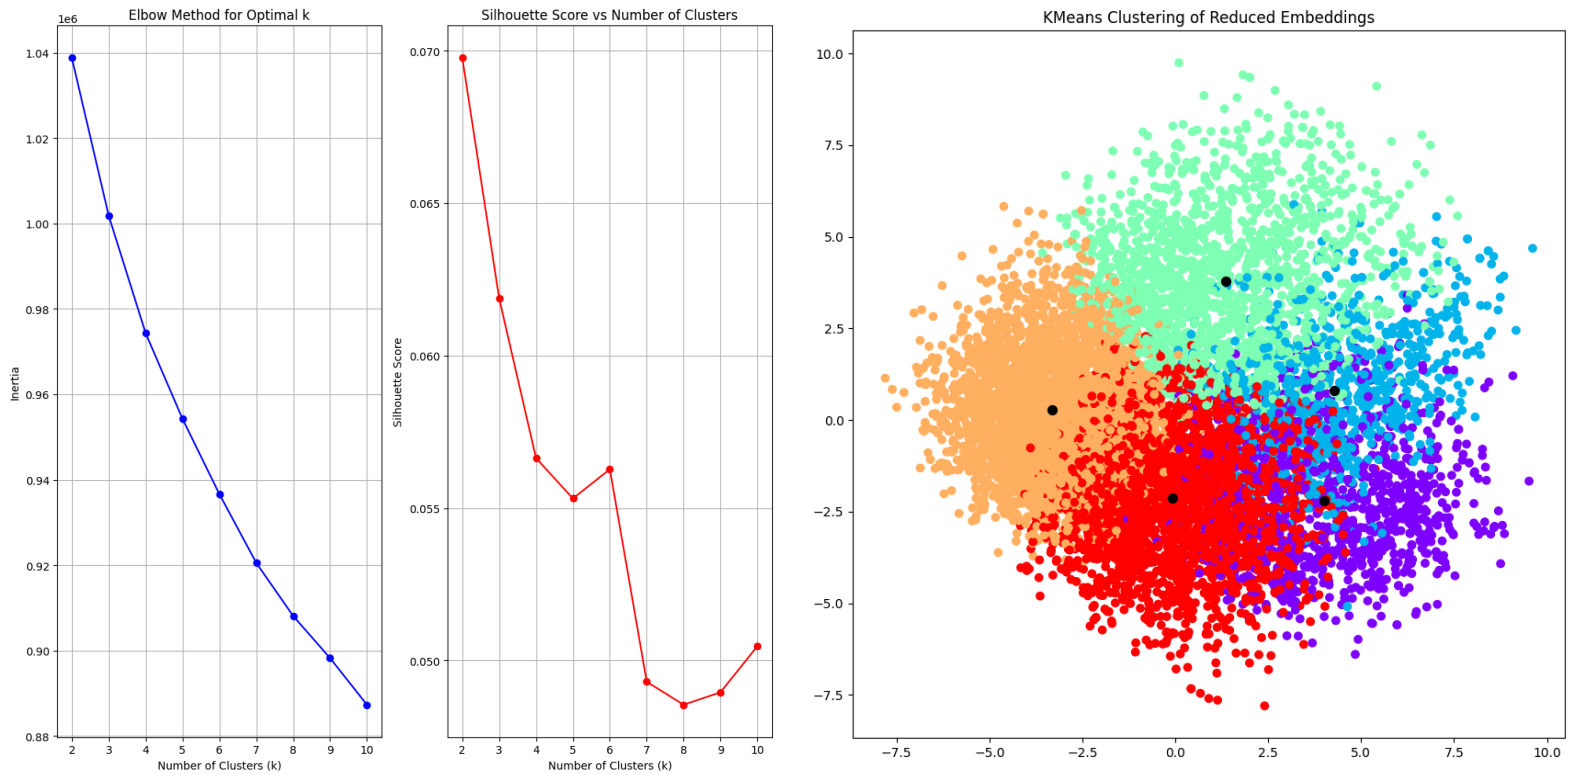 Elbow Method for Optimal k
1e6
1.04
1.02
1.00
0.98
0.96
0.94
0.92
0.90
0.88
Inertia
2 3 4 5 6 7 8 9 10
Number of Clusters (k)
Silhouette Score vs Number of Clusters
0.070
0.065
0.060
0.055
0.050
Silhouette Score
2 3 4 5 6 7 8 9 10
Number of Clusters (k)
KMeans Clustering of Reduced Embeddings
10.0
7.5
5.0
2.5
0.0
−2.5
−5.0
−7.5
−7.5 −5.0 −2.5 0.0 2.5 5.0 7.5 10.0